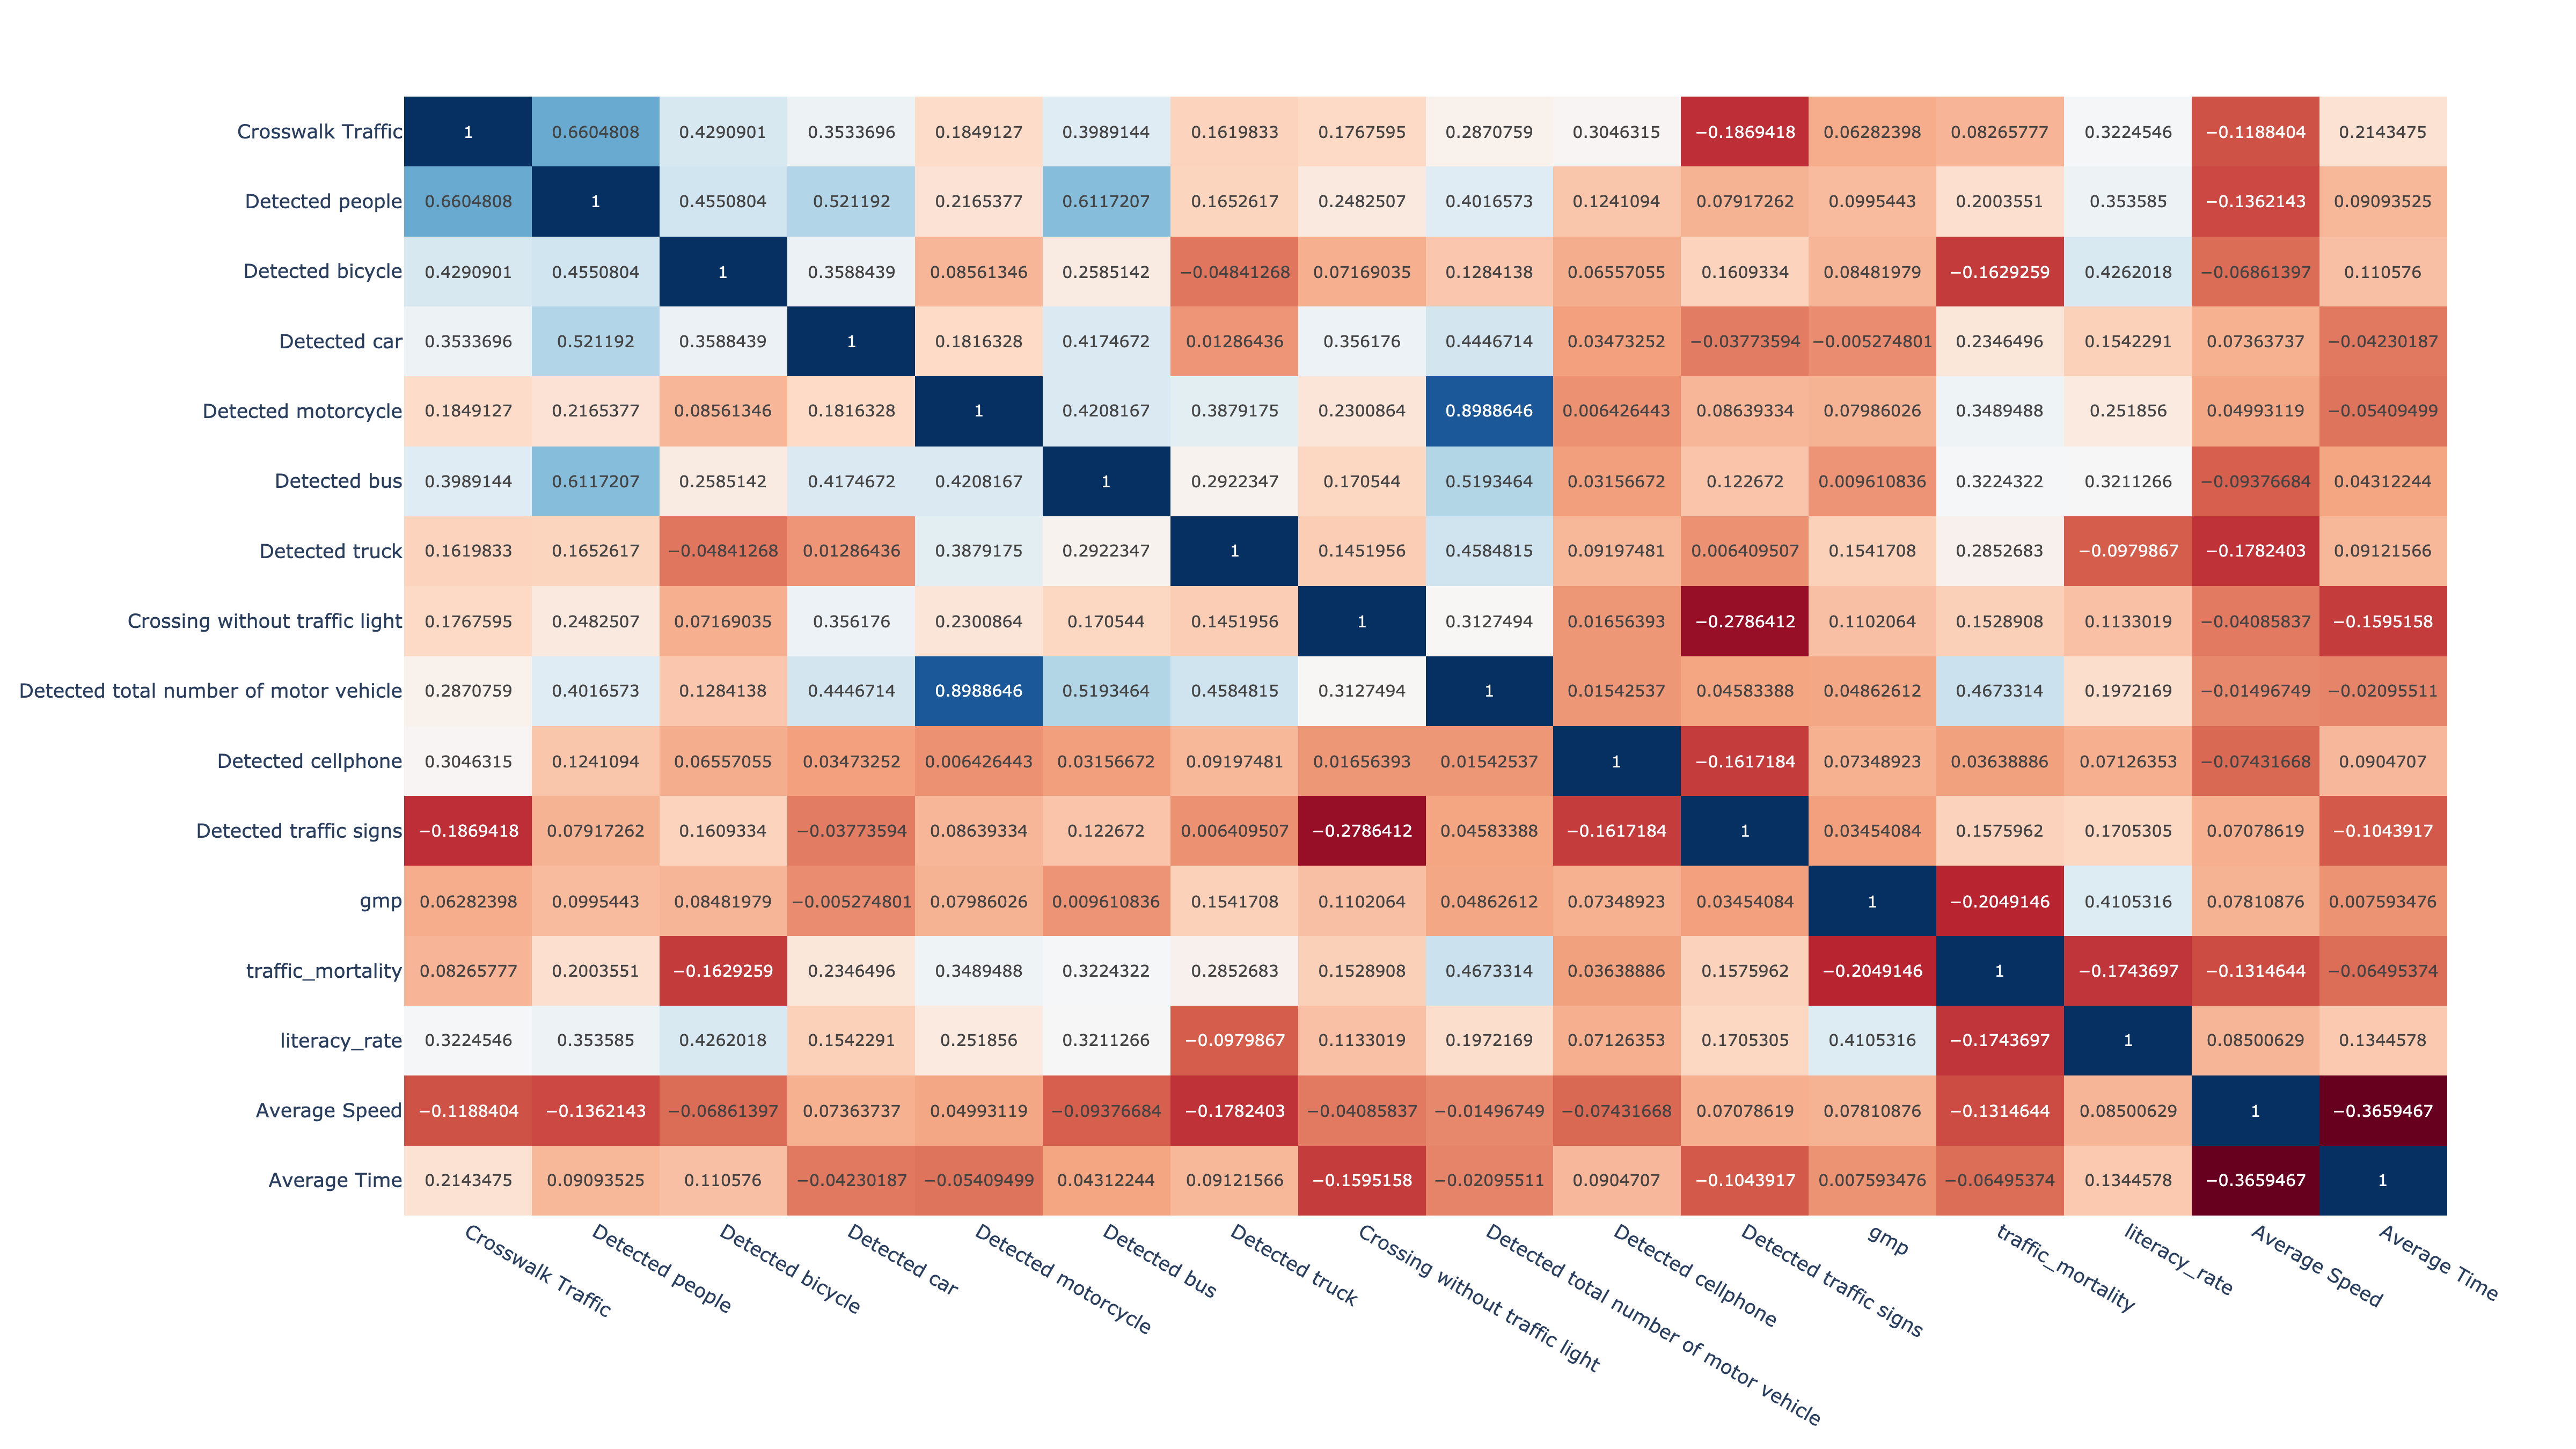 Crosswalk Traffic 1 0.6604808 0.4290901 0.3533696 0.1849127 0.3989144 0.1619833 0.1767595 0.2870759 0.3046315 −0.1869418 0.06282398 0.08265777 0.3224546 −0.1188404 0.2143475
Detected people 0.6604808 1 0.4550804 0.521192 0.2165377 0.6117207 0.1652617 0.2482507 0.4016573 0.1241094 0.07917262 0.0995443 0.2003551 0.353585 −0.1362143 0.09093525
Detected bicycle 0.4290901 0.4550804 1 0.3588439 0.08561346 0.2585142 −0.04841268 0.07169035 0.1284138 0.06557055 0.1609334 0.08481979 −0.1629259 0.4262018 −0.06861397 0.110576
Detected car 0.3533696 0.521192 0.3588439 1 0.1816328 0.4174672 0.01286436 0.356176 0.4446714 0.03473252 −0.03773594 −0.005274801 0.2346496 0.1542291 0.07363737 −0.04230187
Detected motorcycle 0.1849127 0.2165377 0.08561346 0.1816328 1 0.4208167 0.3879175 0.2300864 0.8988646 0.006426443 0.08639334 0.07986026 0.3489488 0.251856 0.04993119 −0.05409499
Detected bus 0.3989144 0.6117207 0.2585142 0.4174672 0.4208167 1 0.2922347 0.170544 0.5193464 0.03156672 0.122672 0.009610836 0.3224322 0.3211266 −0.09376684 0.04312244
Detected truck 0.1619833 0.1652617 −0.04841268 0.01286436 0.3879175 0.2922347 1 0.1451956 0.4584815 0.09197481 0.006409507 0.1541708 0.2852683 −0.0979867 −0.1782403 0.09121566
Crossing without traffic light 0.1767595 0.2482507 0.07169035 0.356176 0.2300864 0.170544 0.1451956 1 0.3127494 0.01656393 −0.2786412 0.1102064 0.1528908 0.1133019 −0.04085837 −0.1595158
Detected total number of motor vehicle 0.2870759 0.4016573 0.1284138 0.4446714 0.8988646 0.5193464 0.4584815 0.3127494 1 0.01542537 0.04583388 0.04862612 0.4673314 0.1972169 −0.01496749 −0.02095511
Detected cellphone 0.3046315 0.1241094 0.06557055 0.03473252 0.006426443 0.03156672 0.09197481 0.01656393 0.01542537 1 −0.1617184 0.07348923 0.03638886 0.07126353 −0.07431668 0.0904707
Detected traffic signs −0.1869418 0.07917262 0.1609334 −0.03773594 0.08639334 0.122672 0.006409507 −0.2786412 0.04583388 −0.1617184 1 0.03454084 0.1575962 0.1705305 0.07078619 −0.1043917
gmp 0.06282398 0.0995443 0.08481979 −0.005274801 0.07986026 0.009610836 0.1541708 0.1102064 0.04862612 0.07348923 0.03454084 1 −0.2049146 0.4105316 0.07810876 0.007593476
traffic_mortality 0.08265777 0.2003551 −0.1629259 0.2346496 0.3489488 0.3224322 0.2852683 0.1528908 0.4673314 0.03638886 0.1575962 −0.2049146 1 −0.1743697 −0.1314644 −0.06495374
literacy_rate 0.3224546 0.353585 0.4262018 0.1542291 0.251856 0.3211266 −0.0979867 0.1133019 0.1972169 0.07126353 0.1705305 0.4105316 −0.1743697 1 0.08500629 0.1344578
Average Speed −0.1188404 −0.1362143 −0.06861397 0.07363737 0.04993119 −0.09376684 −0.1782403 −0.04085837 −0.01496749 −0.07431668 0.07078619 0.07810876 −0.1314644 0.08500629 1 −0.3659467
Average Time 0.2143475 0.09093525 0.110576 −0.04230187 −0.05409499 0.04312244 0.09121566 −0.1595158 −0.02095511 0.0904707 −0.1043917 0.007593476 −0.06495374 0.1344578 −0.3659467 1
Crosswalk Traffic
Detected people
Detected bicycle
Detected car
Detected motorcycle
Detected bus
Detected truck
Crossing without traffic light
Detected total number of motor vehicle
Detected cellphone
Detected traffic signs
gmp
traffic_mortality
literacy_rate
Average Speed
Average Time